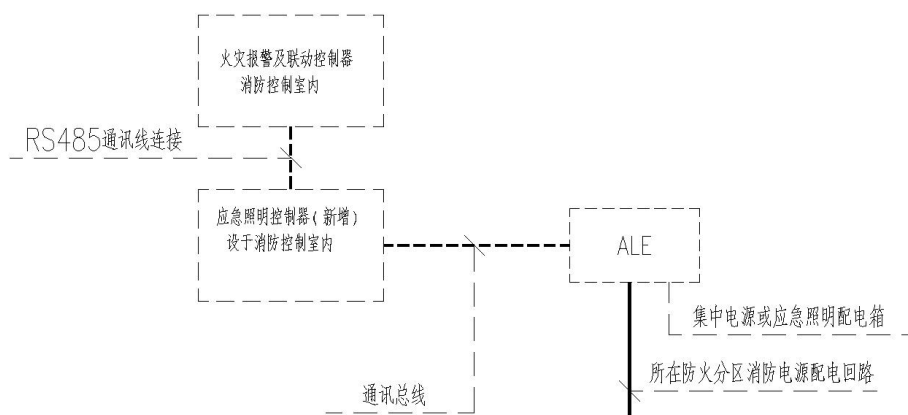 火灾报警及联动控制器
消防控制室内
RS485通讯线连接
应急照明控制器（新增）
设于消防控制室内
ALE
集中电源或应急照明配电箱
所在防火分区消防电源配电回路
通讯总线